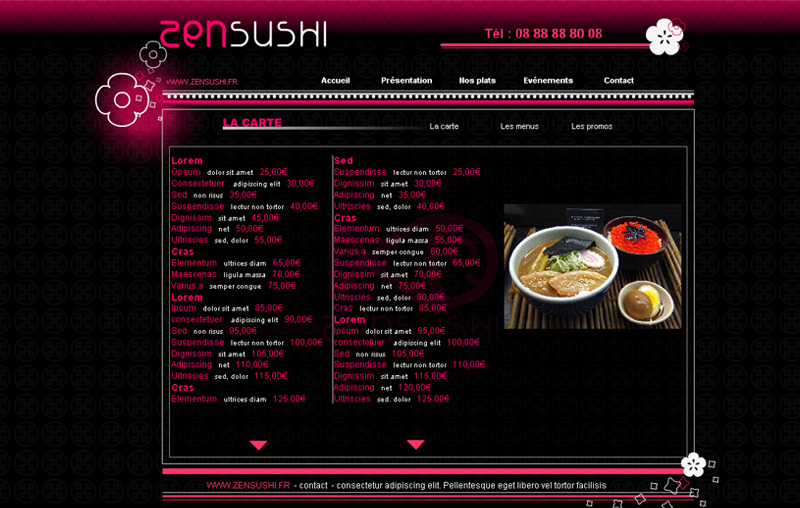 zensushi
Tél : 08 88 88 80 08
WWW.ZENSUSHI.FR
Accueil Présentation Nos plats Evénements Contact
LA CARTE
La carte Les menus Les promos
Lorem
Opsum dolor sit amet 25,00€
Consectetuer adipiscing elit 30,00€
Sed non risus 35,00€
Suspendisse lectur non tortor 40,00€
Dignissim sit amet 45,00€
Adipiscing net 50,00€
Ultriscies sed, dolor 55,00€
Cras
Elementum ultrices diam 65,00€
Maescenas ligula massa 70,00€
Varius a semper congue 75,00€
Lorem
Ipsum dolor sit amet 85,00€
consectetuer adipiscing elit 90,00€
Sed non risus 95,00€
Suspendisse lectur non tortor 100,00€
Dignissim sit amet 105,00€
Adipiscing net 110,00€
Ultriscies sed, dolor 115,00€
Cras
Elementum ultrices diam 125,00€
Sed
Suspendisse lectur non tortor 25,00€
Dignissim sit amet 30,00€
Adipiscing net 35,00€
Ultriscies sed, dolor 40,00€
Cras
Elementum ultrices diam 50,00€
Maescenas ligula massa 55,00€
Varius a semper congue 60,00€
Suspendisse lectur non tortor 65,00€
Dignissim sit amet 70,00€
Adipiscing net 75,00€
Ultriscies sed, dolor 80,00€
Cras lectur non tortor 85,00€
Lorem
Ipsum dolor sit amet 95,00€
consectetuer adipiscing elit 100,00€
Sed non risus 105,00€
Suspendisse lectur non tortor 110,00€
Dignissim sit amet 115,00€
Adipiscing net 120,00€
Ultriscies sed, dolor 125,00€
WWW.ZENSUSHI.FR - contact - consectetur adipiscing elit. Pellentesque eget libero vel tortor facilisis